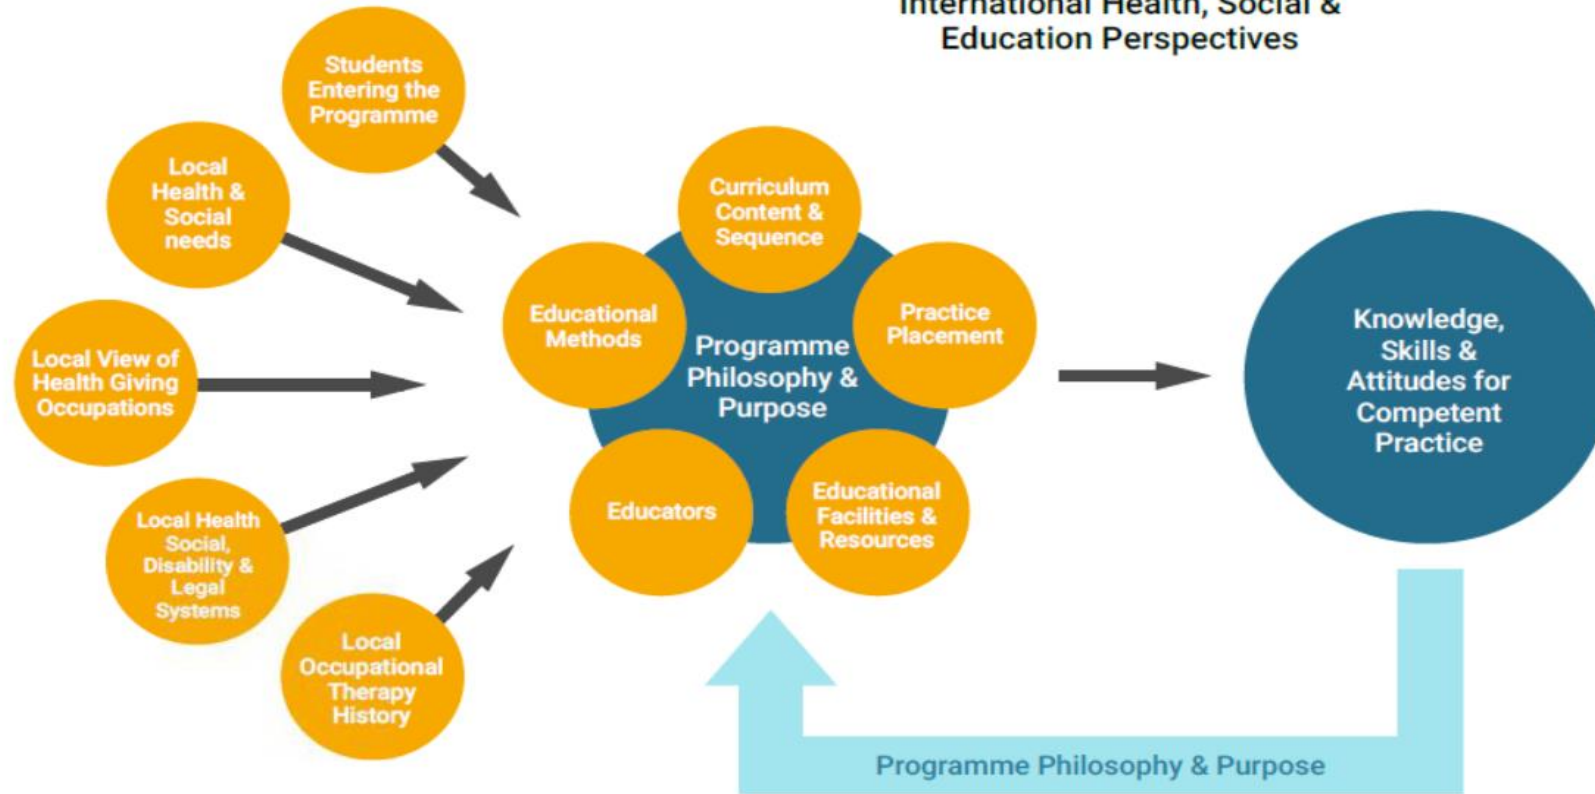 International Health, Social &
Education Perspectives
Students
Entering the
Programme
Local
Health &
Social
needs
Local View of
Health Giving
Occupations
Local Health
Social,
Disability &
Legal
Systems
Local
Occupational
Therapy
History
Curriculum
Content &
Sequence
Educational
Methods
Practice
Placement
Programme
Philosophy &
Purpose
Educators
Educational
Facilities &
Resources
Knowledge,
Skills &
Attitudes for
Competent
Practice
Programme Philosophy & Purpose